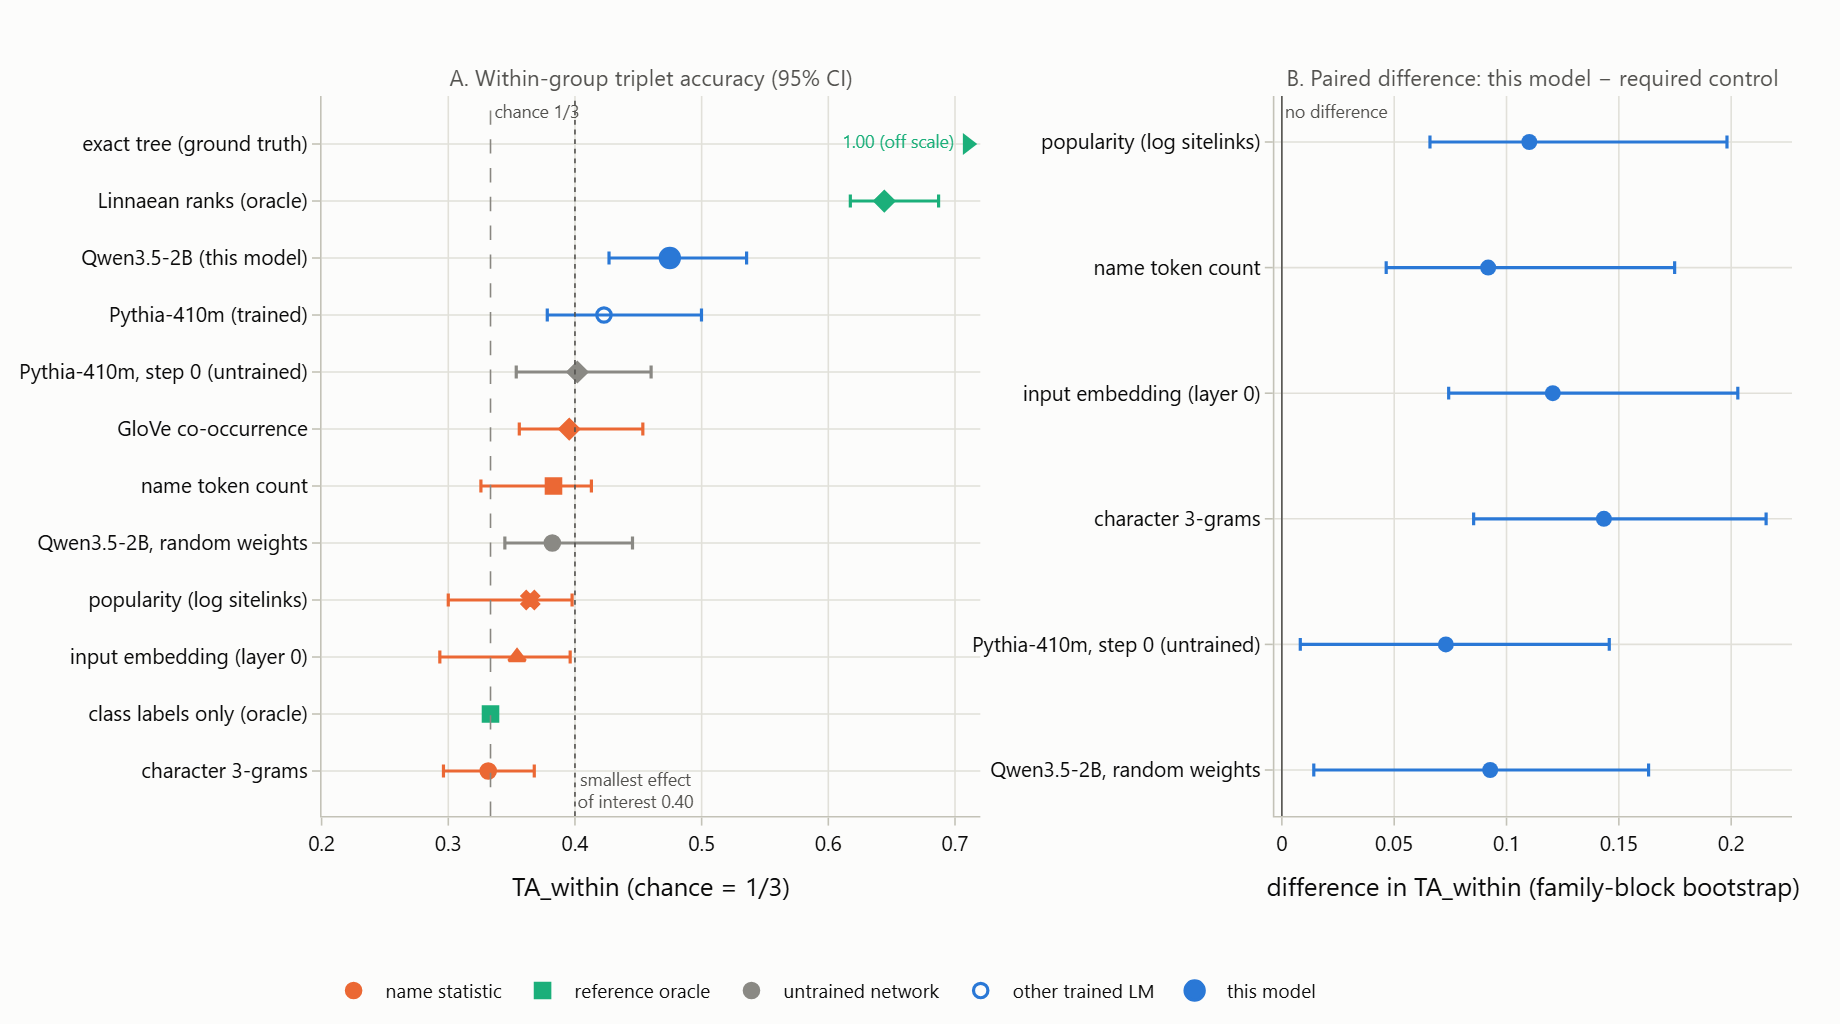 A. Within-group triplet accuracy (95% CI)
chance 1/3
exact tree (ground truth)
1.00 (off scale)
Linnaean ranks (oracle)
Qwen3.5-2B (this model)
Pythia-410m (trained)
Pythia-410m, step 0 (untrained)
GloVe co-occurrence
name token count
Qwen3.5-2B, random weights
popularity (log sitelinks)
input embedding (layer 0)
class labels only (oracle)
character 3-grams
smallest effect
of interest 0.40
0.2 0.3 0.4 0.5 0.6 0.7
TA_within (chance = 1/3)
B. Paired difference: this model − required control
no difference
popularity (log sitelinks)
name token count
input embedding (layer 0)
character 3-grams
Pythia-410m, step 0 (untrained)
Qwen3.5-2B, random weights
0 0.05 0.1 0.15 0.2
difference in TA_within (family-block bootstrap)
name statistic reference oracle untrained network other trained LM this model